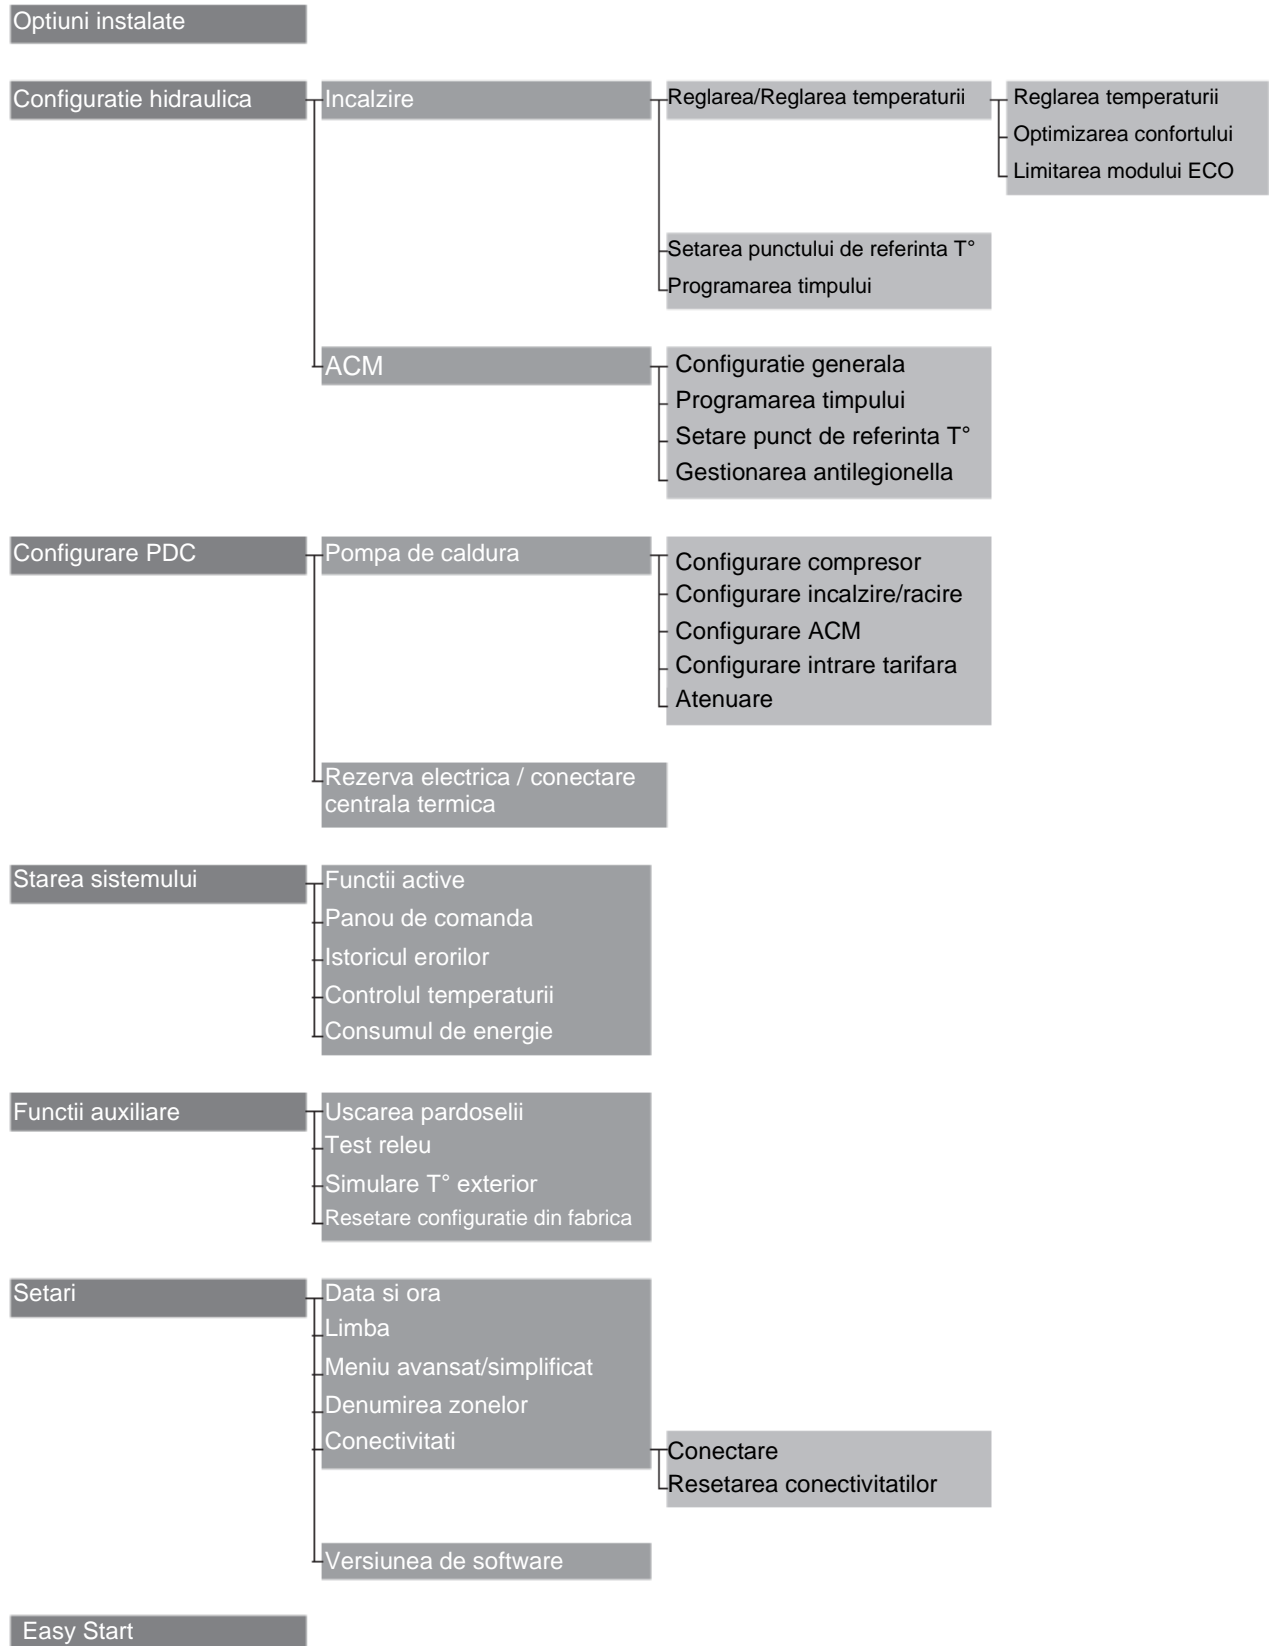 Optiuni instalate
Configuratie hidraulica
Incalzire
Reglarea/Reglarea temperaturii
Reglarea temperaturii
Optimizarea confortului
Limitarea modului ECO
Setarea punctului de referinta T°
Programarea timpului
ACM
Configuratie generala
Programarea timpului
Setare punct de referinta T°
Gestionarea antilegionella
Configurare PDC
Pompa de caldura
Configurare compresor
Configurare incalzire/racire
Configurare ACM
Configurare intrare tarifara
Atenuare
Rezerva electrica / conectare
centrala termica
Starea sistemului
Functii active
Panou de comanda
Istoricul erorilor
Controlul temperaturii
Consumul de energie
Functii auxiliare
Uscarea pardoselii
Test releu
Simulare T° exterior
Resetare configuratie din fabrica
Setari
Data si ora
Limba
Meniu avansat/simplificat
Denumirea zonelor
Conectivitati
Conectare
Resetarea conectivitatilor
Versiunea de software
Easy Start